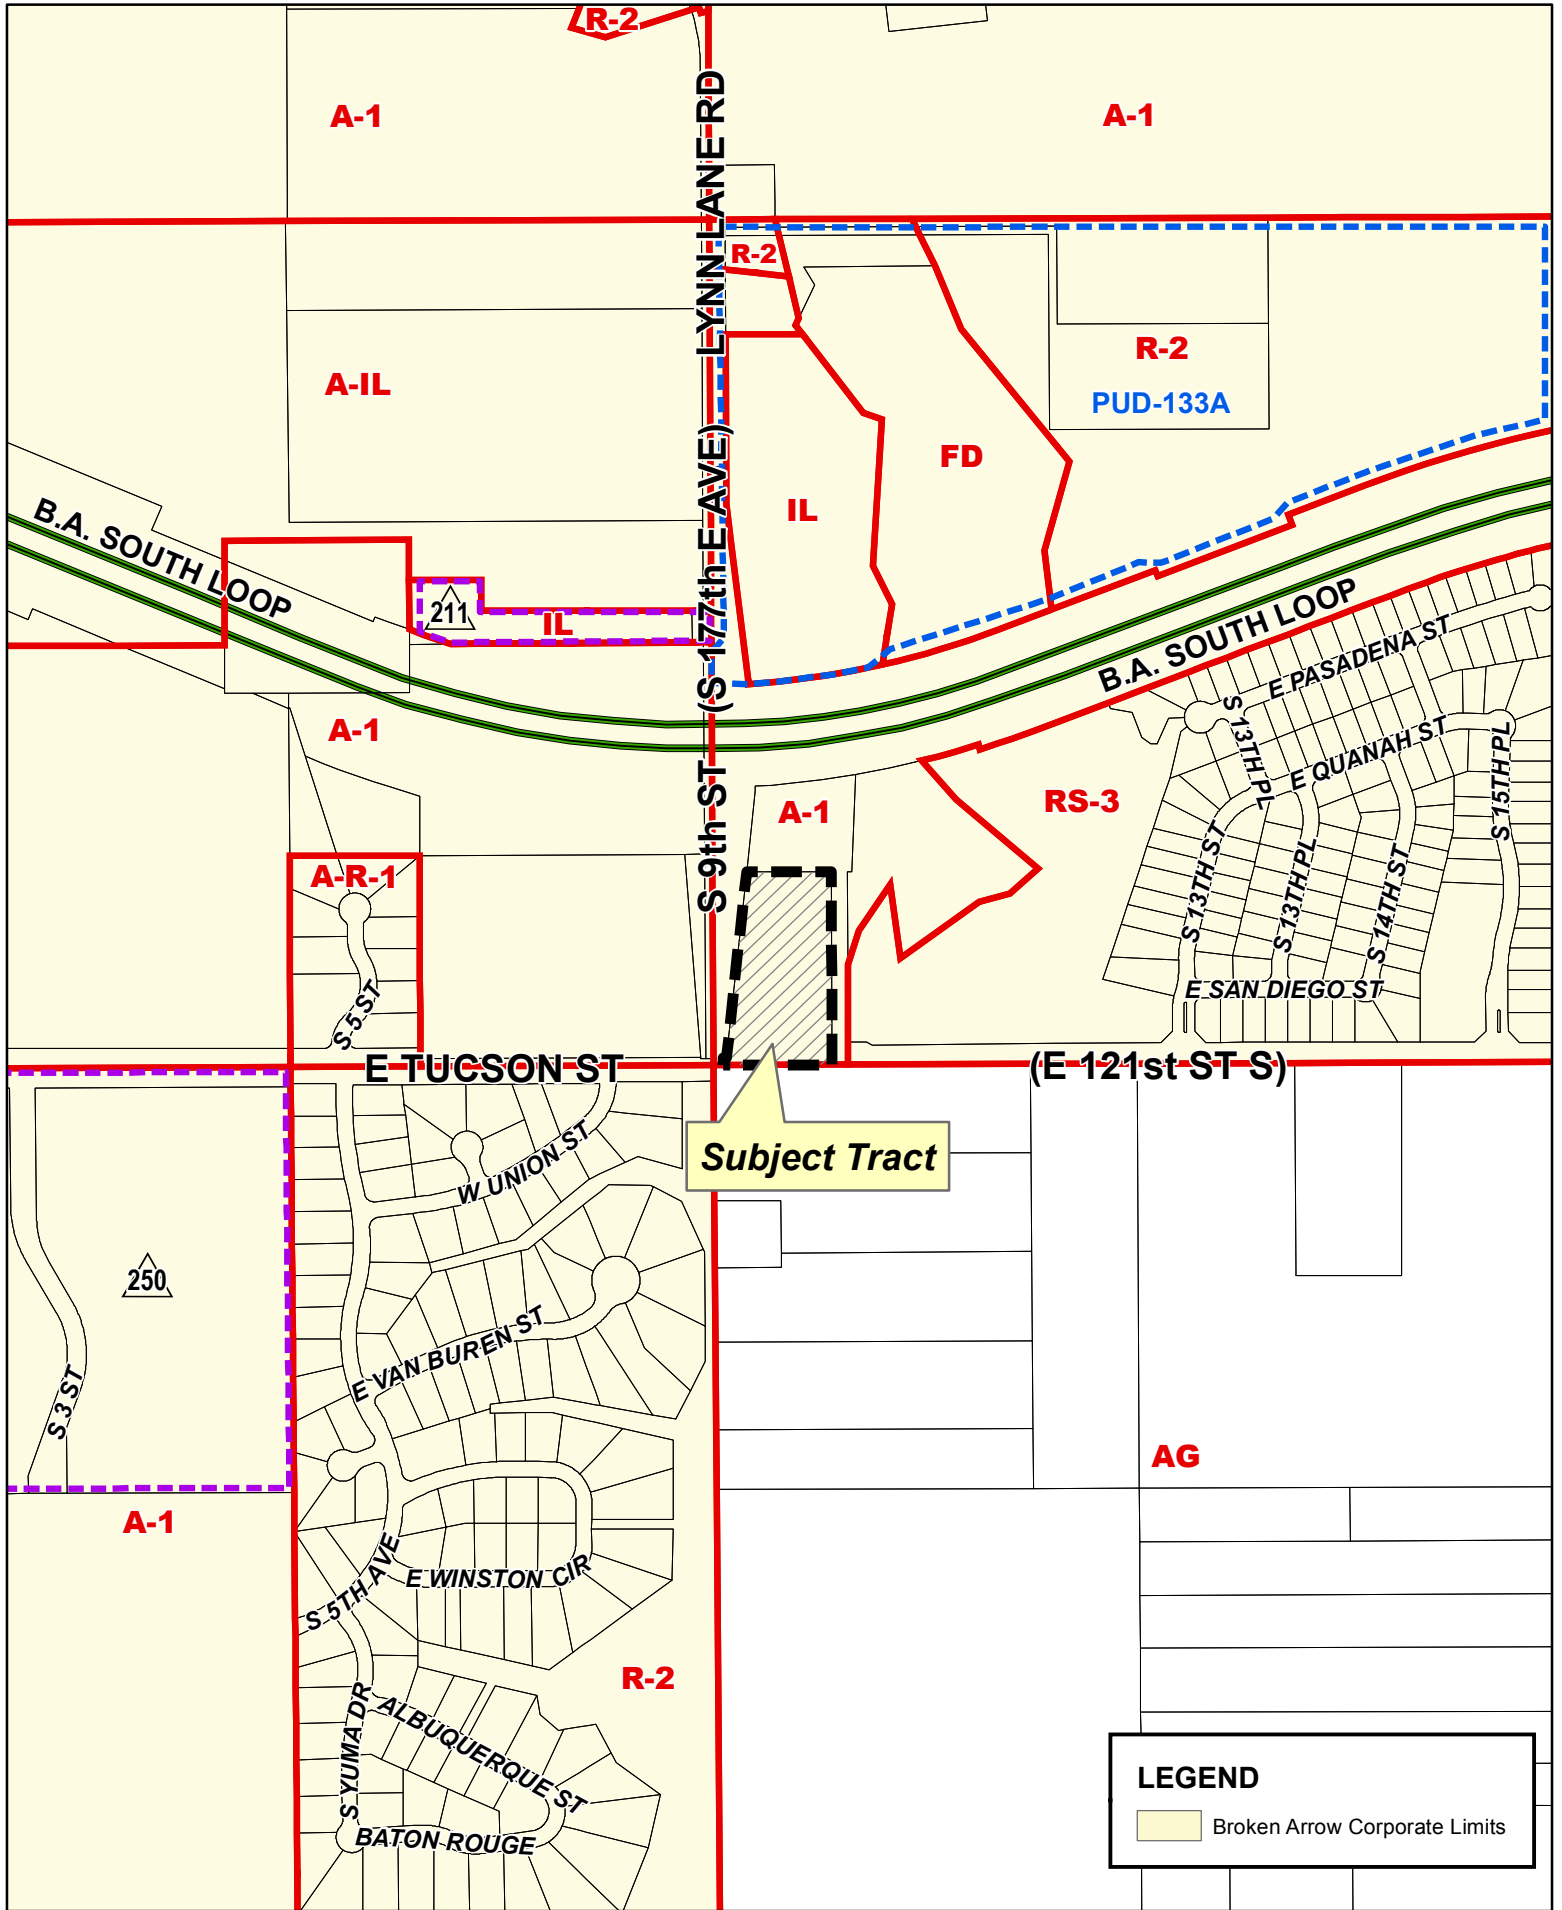 R-2
A-1
A-1
LYNN LANE RD
R-2
R-2
PUD-133A
A-IL
FD
IL
(S 177th E AVE)
B.A. SOUTH LOOP
211
IL
B.A. SOUTH LOOP
E PASADENA ST
S 13TH PL
E QUANAH ST
S 15TH PL
A-1
S 9th ST
A-1
RS-3
A-R-1
S 13TH ST
S 13TH PL
S 14TH ST
E SAN DIEGO ST
S 5 ST
E TUCSON ST
(E 121st ST S)
Subject Tract
W UNION ST
250
E VAN BUREN ST
S 3 ST
AG
A-1
E WINSTON CIR
S 5TH AVE
R-2
S YUMA DR
ALBUQUERQUE ST
BATON ROUGE
LEGEND
Broken Arrow Corporate Limits